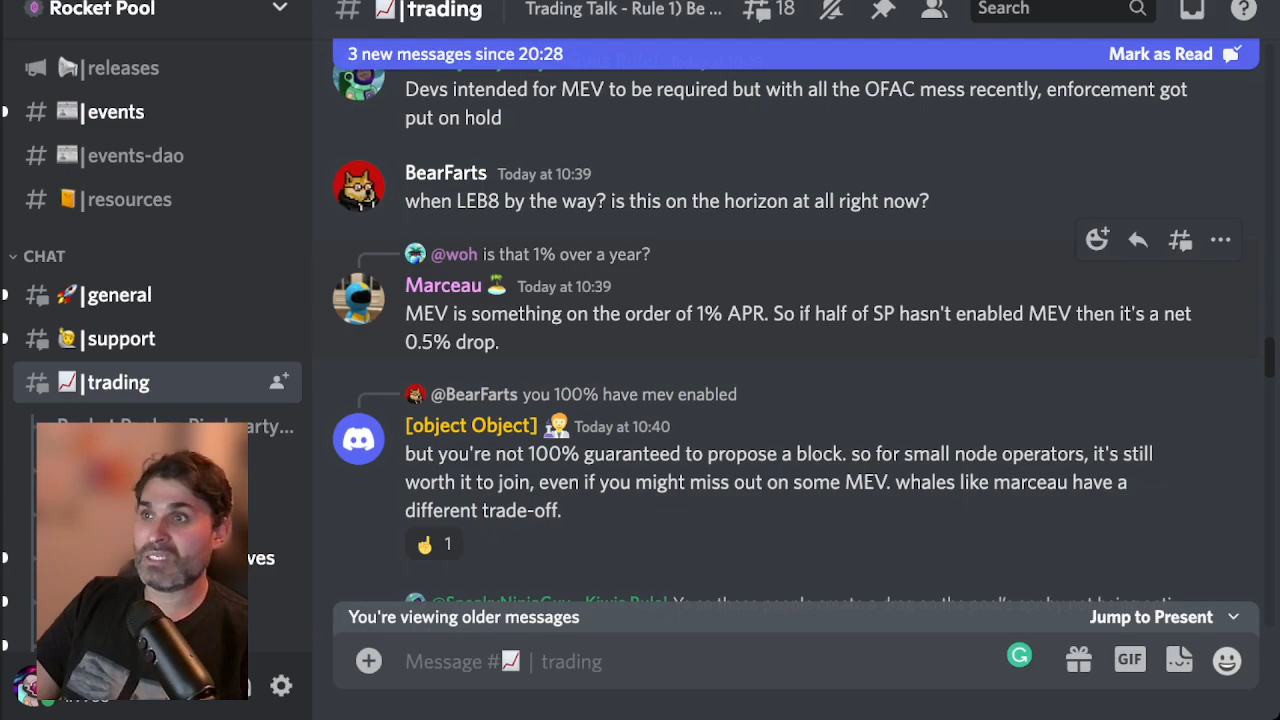 Rocket Pool
releases
events
events-dao
resources
CHAT
general
support
trading
ves
trading
Trading Talk - Rule 1) Be ...
18
Search
3 new messages since 20:28
Mark as Read
Devs intended for MEV to be required but with all the OFAC mess recently, enforcement got
put on hold
BearFarts Today at 10:39
when LEB8 by the way? is this on the horizon at all right now?
@woh is that 1% over a year?
Marceau Today at 10:39
MEV is something on the order of 1% APR. So if half of SP hasn't enabled MEV then it's a net
0.5% drop.
@BearFarts you 100% have mev enabled
[object Object] Today at 10:40
but you're not 100% guaranteed to propose a block. so for small node operators, it's still
worth it to join, even if you might miss out on some MEV. whales like marceau have a
different trade-off.
1
You're viewing older messages
Jump to Present
Message # | trading
GIF